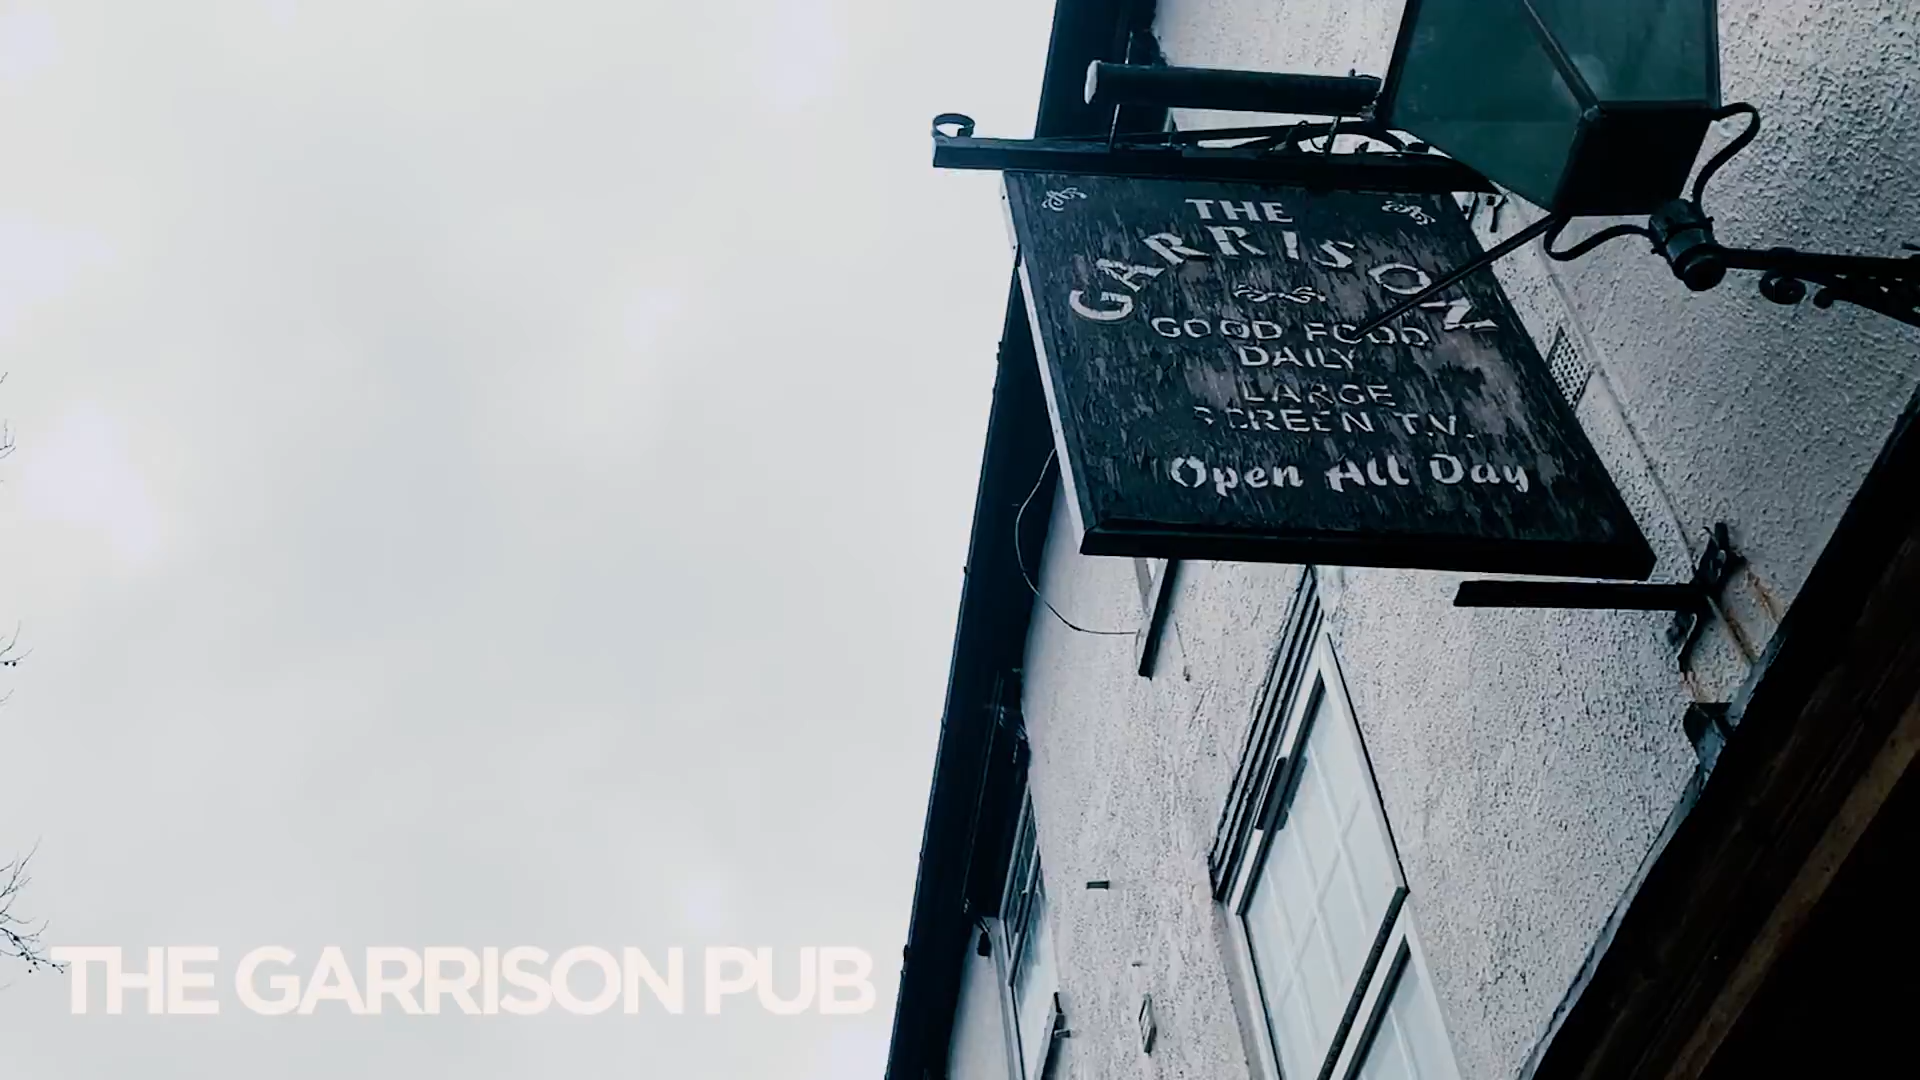 THE
GARRISON
GOOD FOOD
DAILY
LARGE
SCREEN T.V.
Open All Day
THE GARRISON PUB